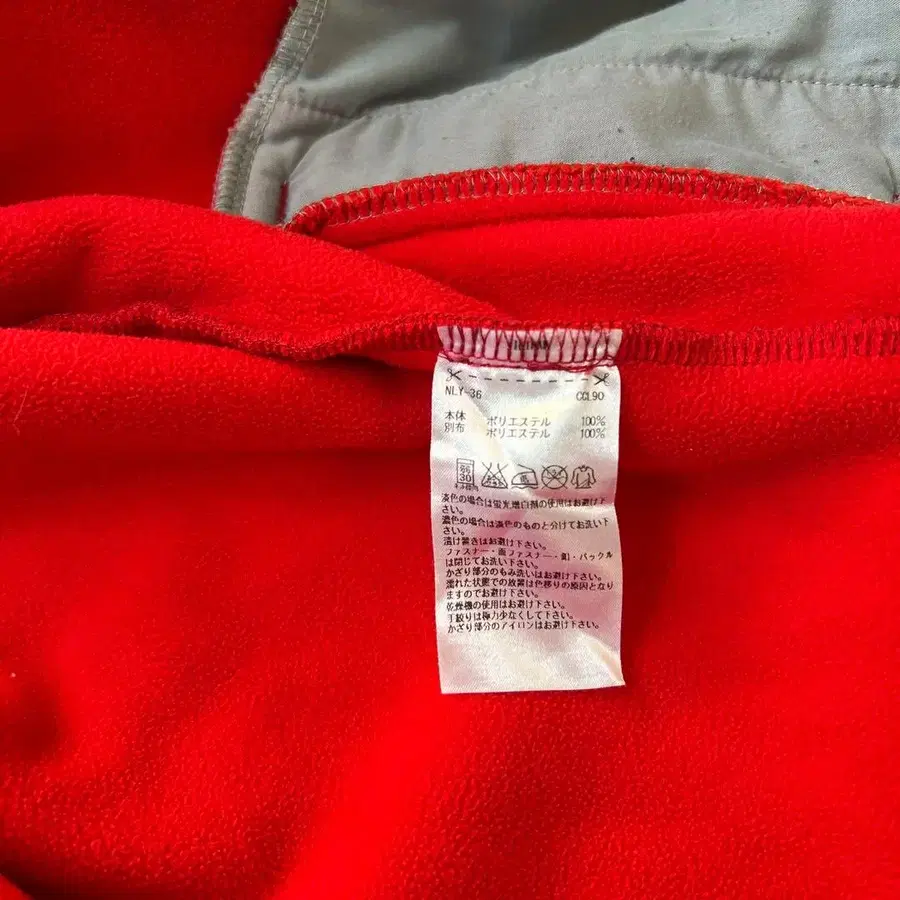 NLY-36 CCL90
本体 ポリエステル 100%
別布 ポリエステル 100%
30
淡色の場合は蛍光増白剤の使用はお避け下
さい。
濃色の場合は淡色のものと分けてお洗い下
さい。
漬け置きはお避け下さい。
ファスナー・面ファスナー・釦・バックル
は閉じてお洗い下さい。
かざり部分のもみ洗いはお避け下さい。
濡れた状態での放置は色移りの原因となり
ますのでお避け下さい。
乾燥機の使用はお避け下さい。
手絞りは極力少なくして下さい。
かざり部分のアイロンはお避け下さい。